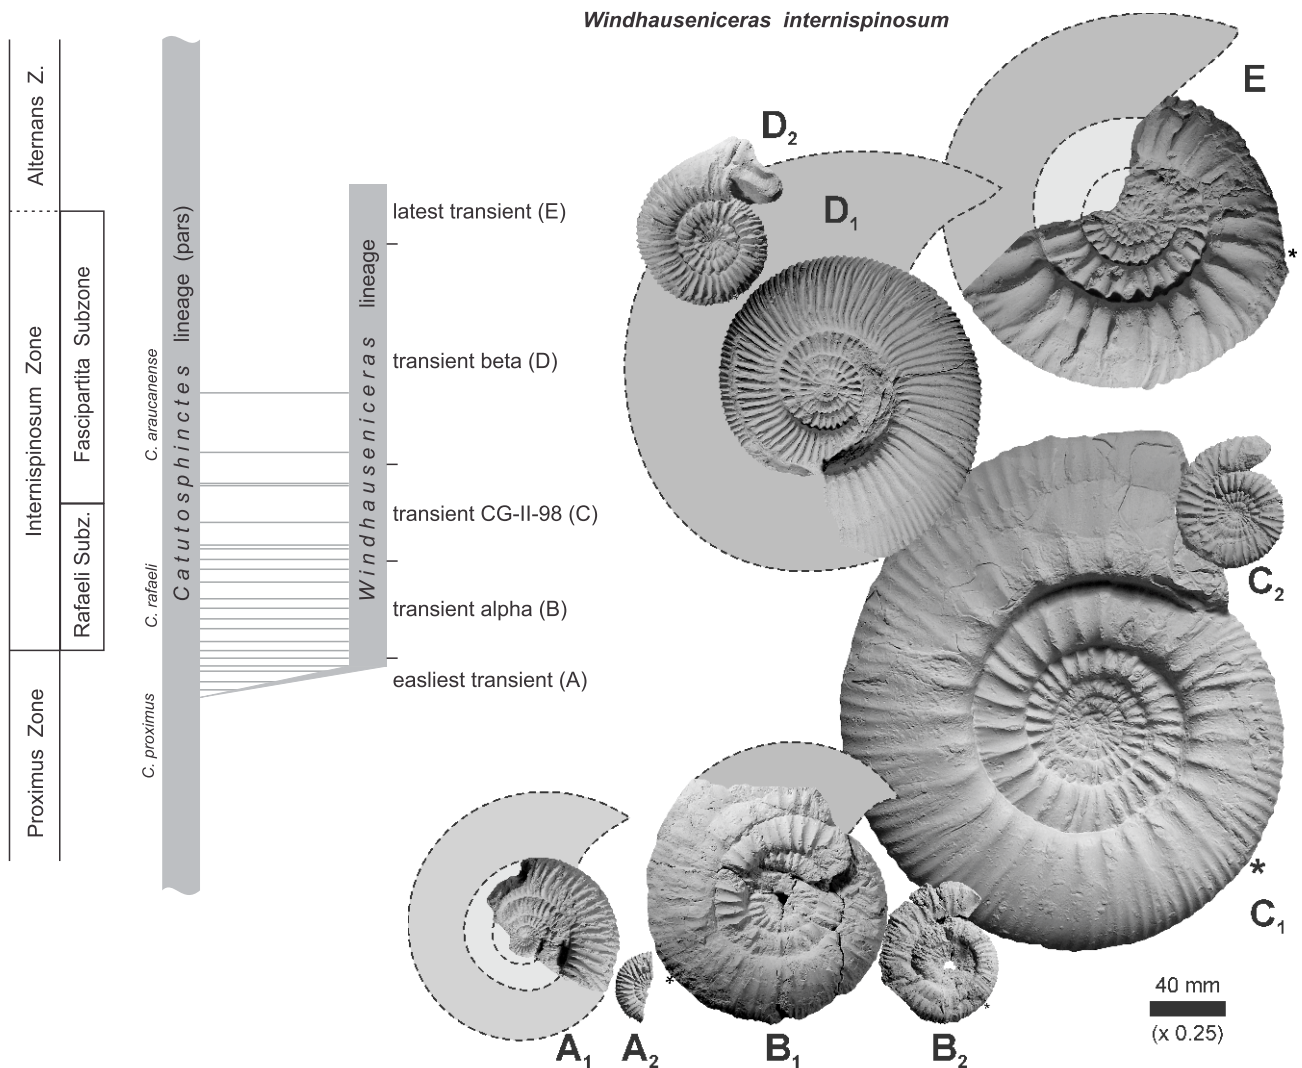 Windhauseniceras internispinosum
Alternans Z.
Internispinosum Zone
Proximus Zone
Fascipartita Subzone
Rafaeli Subz.
C. araucanense
C. rafaeli
C. proximus
Catutosphinctes lineage (pars)
Windhauseniceras lineage
latest transient (E)
transient beta (D)
transient CG-II-98 (C)
transient alpha (B)
easliest transient (A)
E
*
D2
D1
C2
*
C1
*
*
A1
A2
B1
B2
40 mm
(x 0.25)